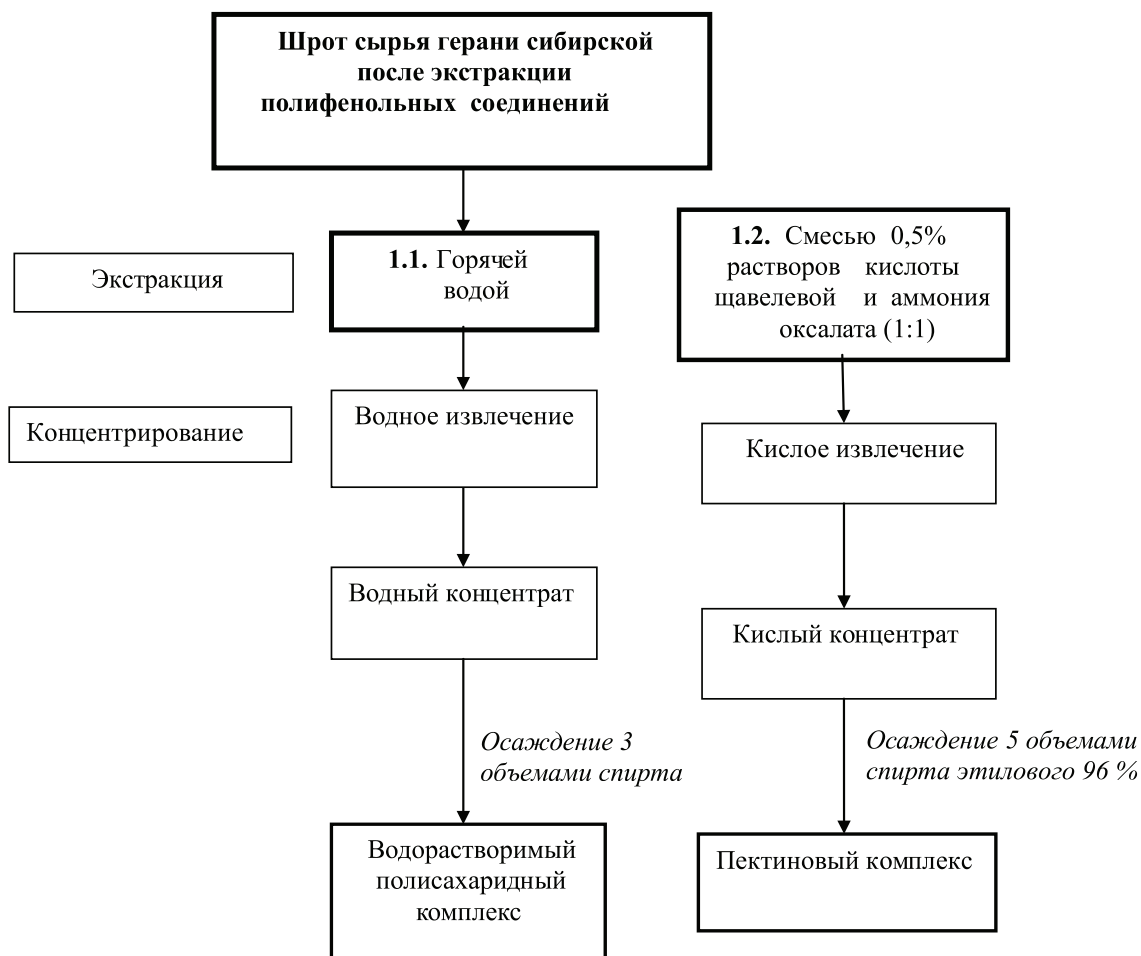 Шрот сырья герани сибирской
после экстракции
полифенольных соединений
Экстракция
1.1. Горячей
водой
1.2. Смесью 0,5%
растворов кислоты
щавелевой и аммония
оксалата (1:1)
Концентрирование
Водное извлечение
Кислое извлечение
Водный концентрат
Кислый концентрат
Осаждение 3
объемами спирта
Осаждение 5 объемами
спирта этилового 96 %
Водорастворимый
полисахаридный
комплекс
Пектиновый комплекс